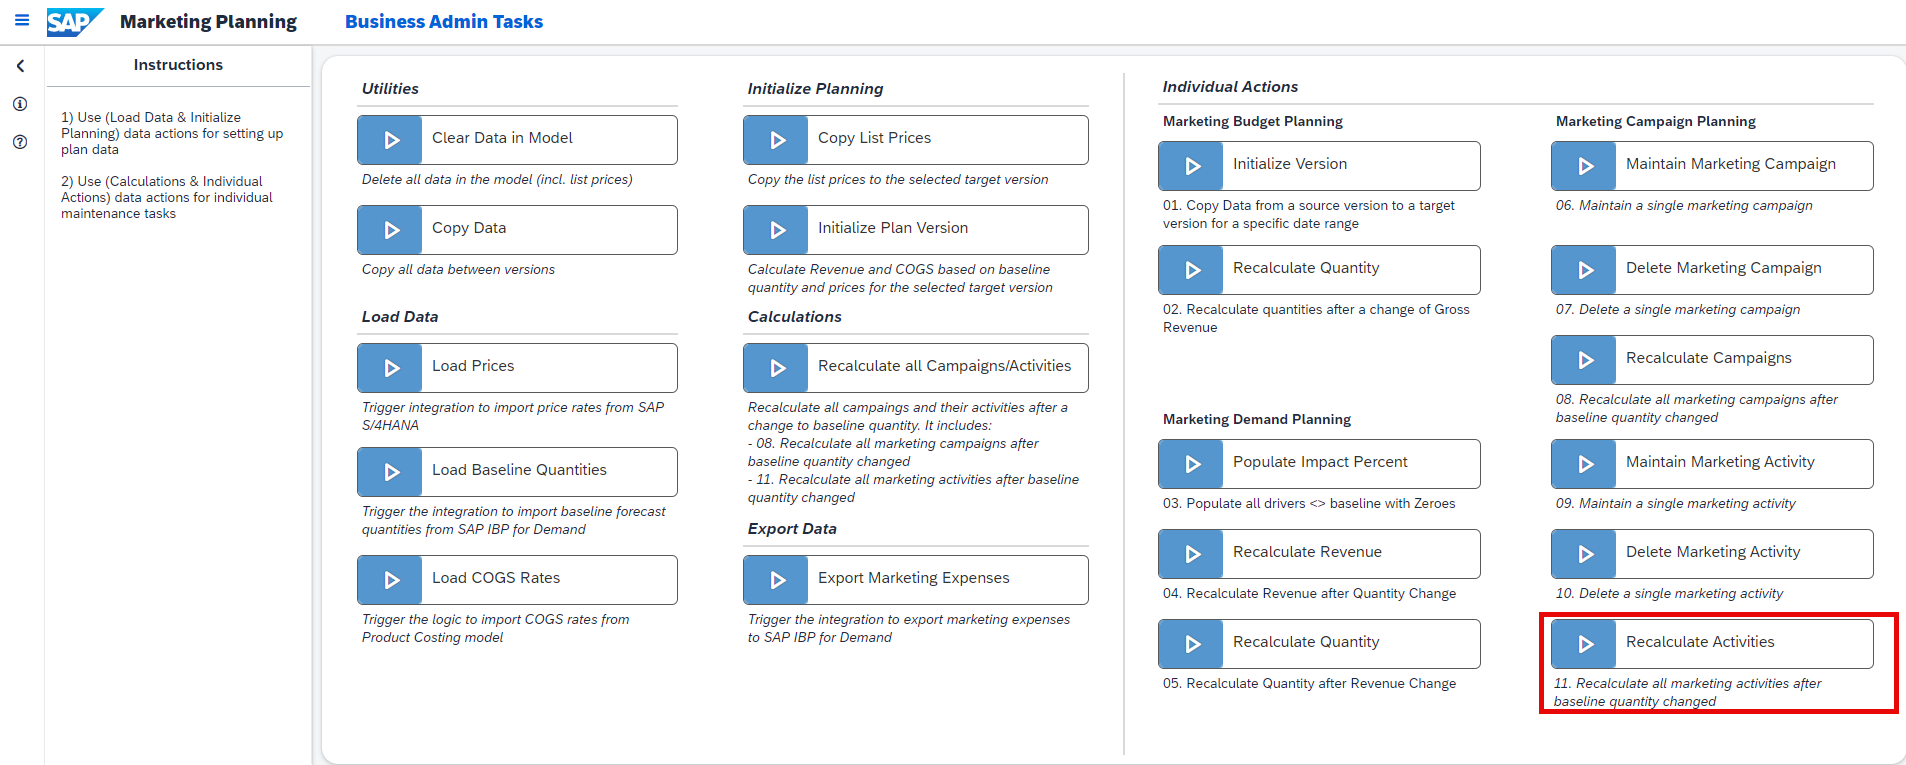 SAP Marketing Planning Business Admin Tasks
Instructions
1) Use (Load Data & Initialize
Planning) data actions for setting up
plan data
2) Use (Calculations & Individual
Actions) data actions for individual
maintenance tasks
Utilities
Clear Data in Model
Delete all data in the model (incl. list prices)
Copy Data
Copy all data between versions
Load Data
Load Prices
Trigger integration to import price rates from SAP
S/4HANA
Load Baseline Quantities
Trigger the integration to import baseline forecast
quantities from SAP IBP for Demand
Load COGS Rates
Trigger the logic to import COGS rates from
Product Costing model
Initialize Planning
Copy List Prices
Copy the list prices to the selected target version
Initialize Plan Version
Calculate Revenue and COGS based on baseline
quantity and prices for the selected target version
Calculations
Recalculate all Campaigns/Activities
Recalculate all campaings and their activities after a
change to baseline quantity. It includes:
- 08. Recalculate all marketing campaigns after
baseline quantity changed
- 11. Recalculate all marketing activities after baseline
quantity changed
Export Data
Export Marketing Expenses
Trigger the integration to export marketing expenses
to SAP IBP for Demand
Individual Actions
Marketing Budget Planning
Initialize Version
01. Copy Data from a source version to a target
version for a specific date range
Recalculate Quantity
02. Recalculate quantities after a change of Gross
Revenue
Marketing Demand Planning
Populate Impact Percent
03. Populate all drivers <> baseline with Zeroes
Recalculate Revenue
04. Recalculate Revenue after Quantity Change
Recalculate Quantity
05. Recalculate Quantity after Revenue Change
Marketing Campaign Planning
Maintain Marketing Campaign
06. Maintain a single marketing campaign
Delete Marketing Campaign
07. Delete a single marketing campaign
Recalculate Campaigns
08. Recalculate all marketing campaigns after
baseline quantity changed
Maintain Marketing Activity
09. Maintain a single marketing activity
Delete Marketing Activity
10. Delete a single marketing activity
Recalculate Activities
11. Recalculate all marketing activities after
baseline quantity changed